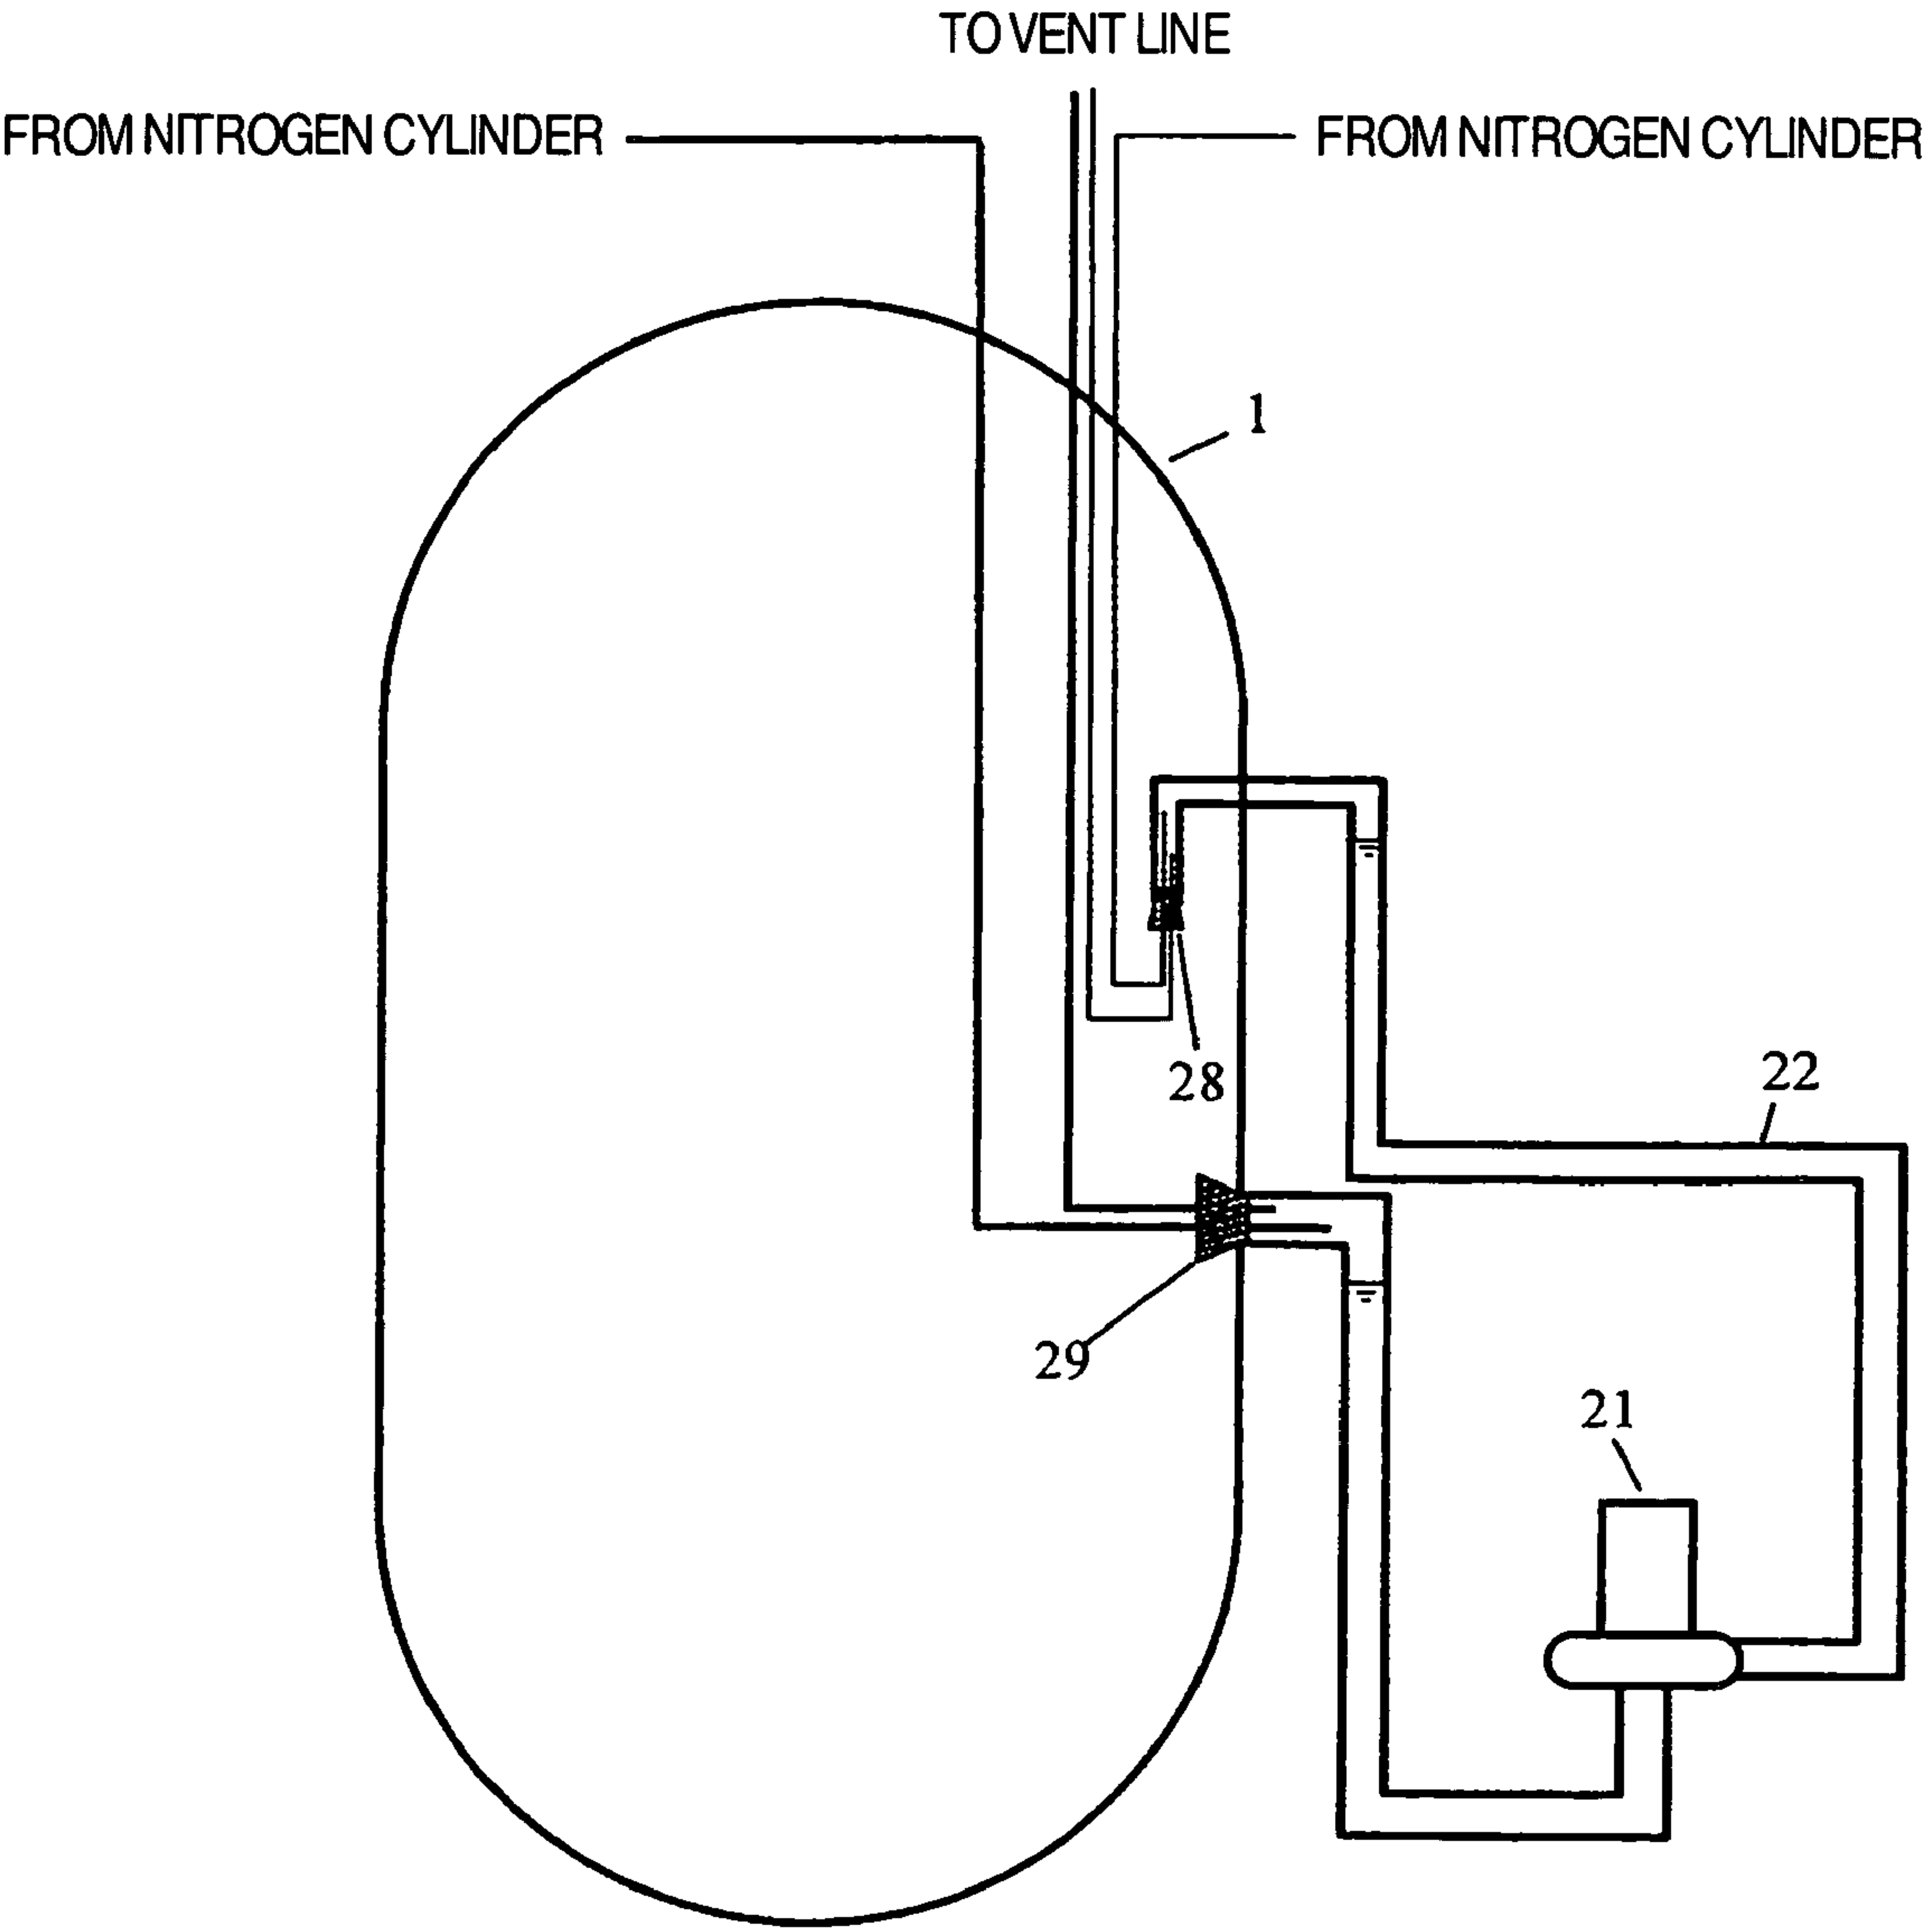 TO VENT LINE
FROM NITROGEN CYLINDER
FROM NITROGEN CYLINDER
1
28
22
29
21